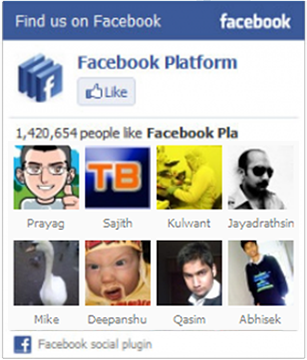 Find us on Facebook facebook
Facebook Platform
Like
1,420,654 people like Facebook Pla
TB
Prayag Sajith Kulwant Jayadrathsin
Mike Deepanshu Qasim Abhisek
Facebook social plugin